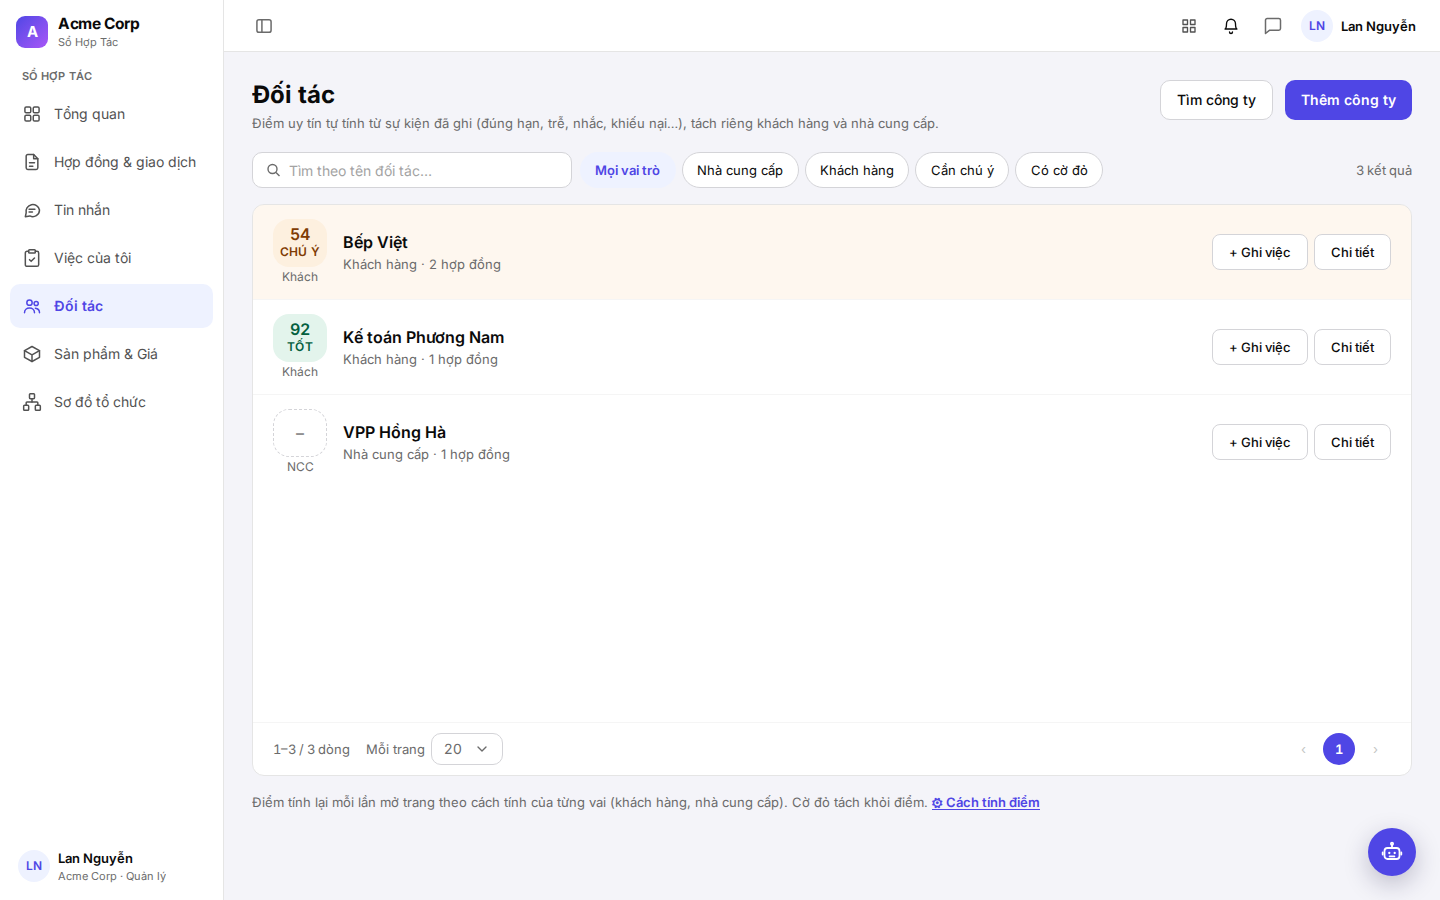 A
Acme Corp
Sổ Hợp Tác
SỔ HỢP TÁC
Tổng quan
Hợp đồng & giao dịch
Tin nhắn
Việc của tôi
Đối tác
Sản phẩm & Giá
Sơ đồ tổ chức
LN
Lan Nguyễn
Acme Corp · Quản lý
LN Lan Nguyễn
Đối tác
Điểm uy tín tự tính từ sự kiện đã ghi (đúng hạn, trễ, nhắc, khiếu nại...), tách riêng khách hàng và nhà cung cấp.
Tìm công ty
Thêm công ty
Tìm theo tên đối tác...
Mọi vai trò
Nhà cung cấp
Khách hàng
Cần chú ý
Có cờ đỏ
3 kết quả
54
CHÚ Ý
Khách
Bếp Việt
Khách hàng · 2 hợp đồng
+ Ghi việc
Chi tiết
92
TỐT
Khách
Kế toán Phương Nam
Khách hàng · 1 hợp đồng
+ Ghi việc
Chi tiết
–
NCC
VPP Hồng Hà
Nhà cung cấp · 1 hợp đồng
+ Ghi việc
Chi tiết
1–3 / 3 dòng
Mỗi trang
20
‹ 1 ›
Điểm tính lại mỗi lần mở trang theo cách tính của từng vai (khách hàng, nhà cung cấp). Cờ đỏ tách khỏi điểm. ⚙ Cách tính điểm